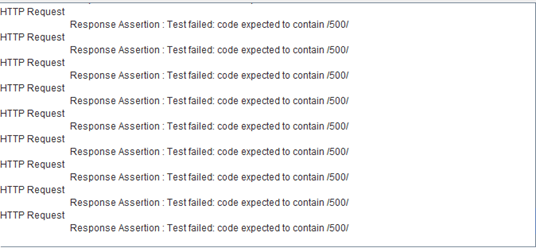 HTTP Request
Response Assertion : Test failed: code expected to contain /500/
HTTP Request
Response Assertion : Test failed: code expected to contain /500/
HTTP Request
Response Assertion : Test failed: code expected to contain /500/
HTTP Request
Response Assertion : Test failed: code expected to contain /500/
HTTP Request
Response Assertion : Test failed: code expected to contain /500/
HTTP Request
Response Assertion : Test failed: code expected to contain /500/
HTTP Request
Response Assertion : Test failed: code expected to contain /500/
HTTP Request
Response Assertion : Test failed: code expected to contain /500/
HTTP Request
Response Assertion : Test failed: code expected to contain /500/